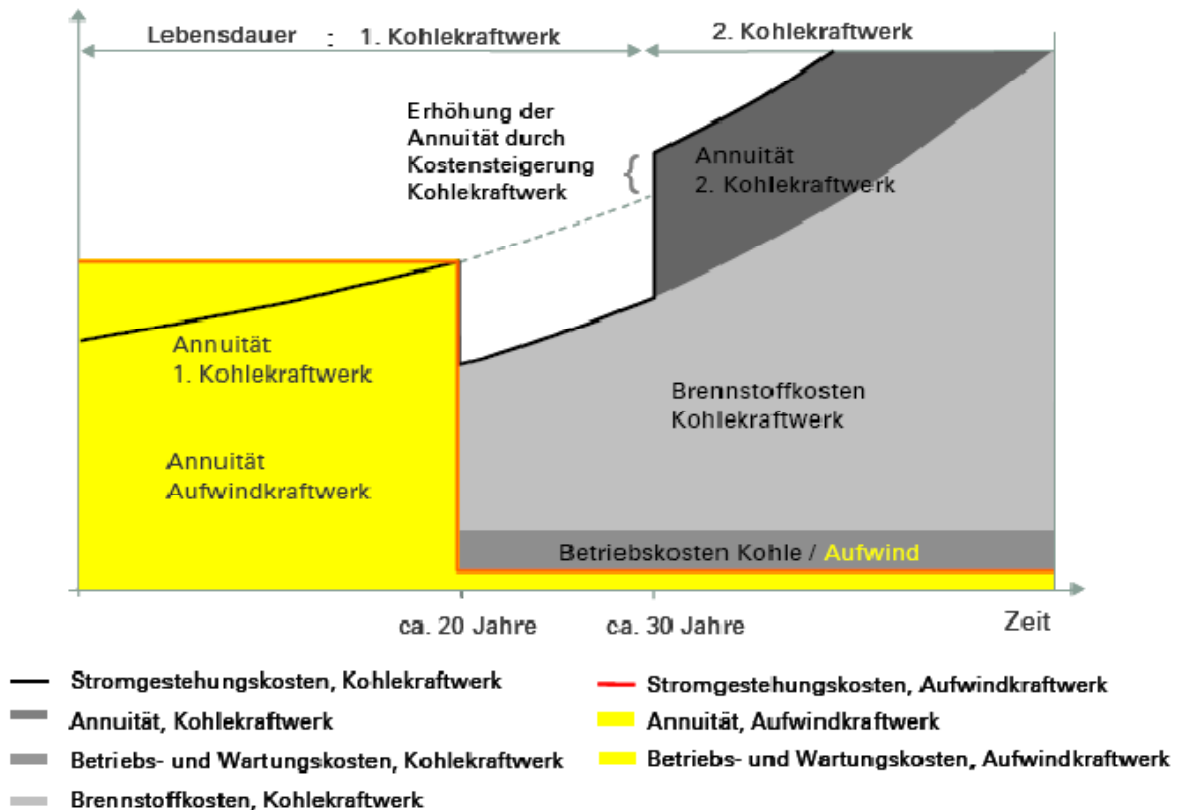 Lebensdauer : 1. Kohlekraftwerk
2. Kohlekraftwerk
Erhöhung der
Annuität durch
Kostensteigerung
Kohlekraftwerk
{
Annuität
2. Kohlekraftwerk
Annuität
1. Kohlekraftwerk
Annuität
Aufwindkraftwerk
Brennstoffkosten
Kohlekraftwerk
Betriebskosten Kohle / Aufwind
ca. 20 Jahre
ca. 30 Jahre
Zeit
Stromgestehungskosten, Kohlekraftwerk
Annuität, Kohlekraftwerk
Betriebs- und Wartungskosten, Kohlekraftwerk
Brennstoffkosten, Kohlekraftwerk
Stromgestehungskosten, Aufwindkraftwerk
Annuität, Aufwindkraftwerk
Betriebs- und Wartungskosten, Aufwindkraftwerk